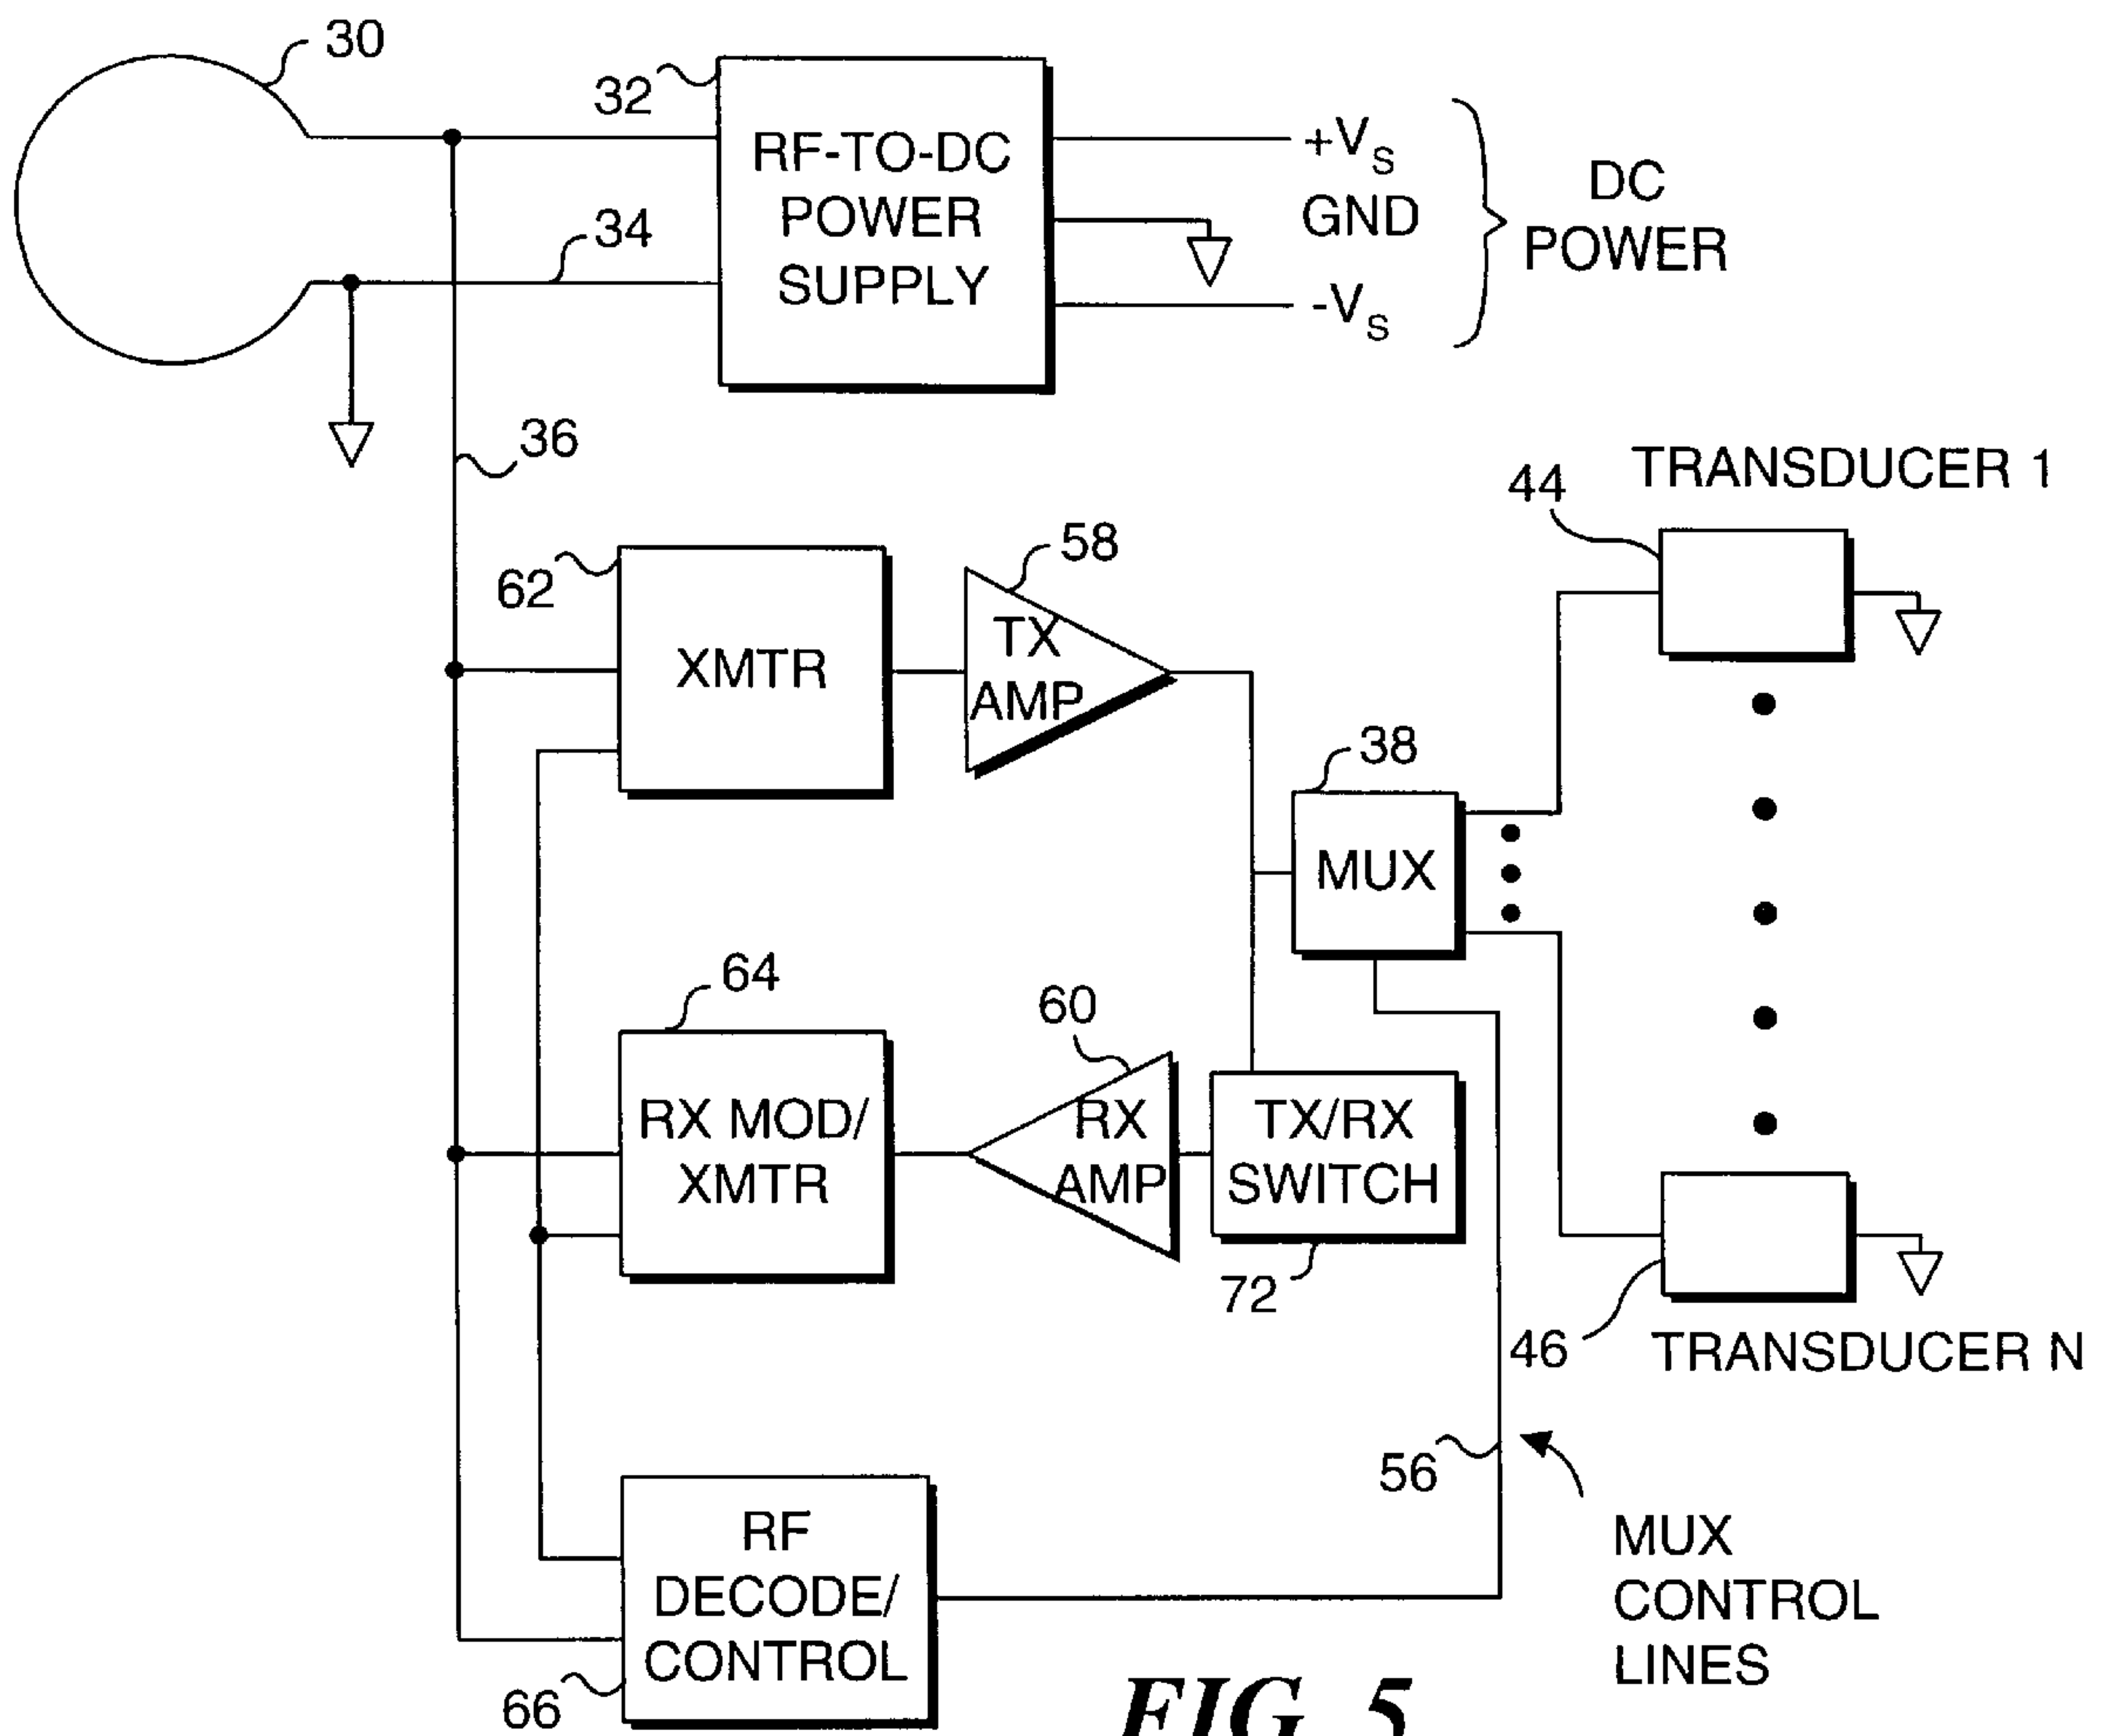 30
32
RF-TO-DC
POWER
SUPPLY
+VS
GND
-VS
DC
POWER
34
36
TRANSDUCER 1
44
62
XMTR
58
TX
AMP
38
MUX
64
RX MOD/
XMTR
60
RX
AMP
TX/RX
SWITCH
72
46
TRANSDUCER N
56
MUX
CONTROL
LINES
RF
DECODE/
CONTROL
66
FIG. 5